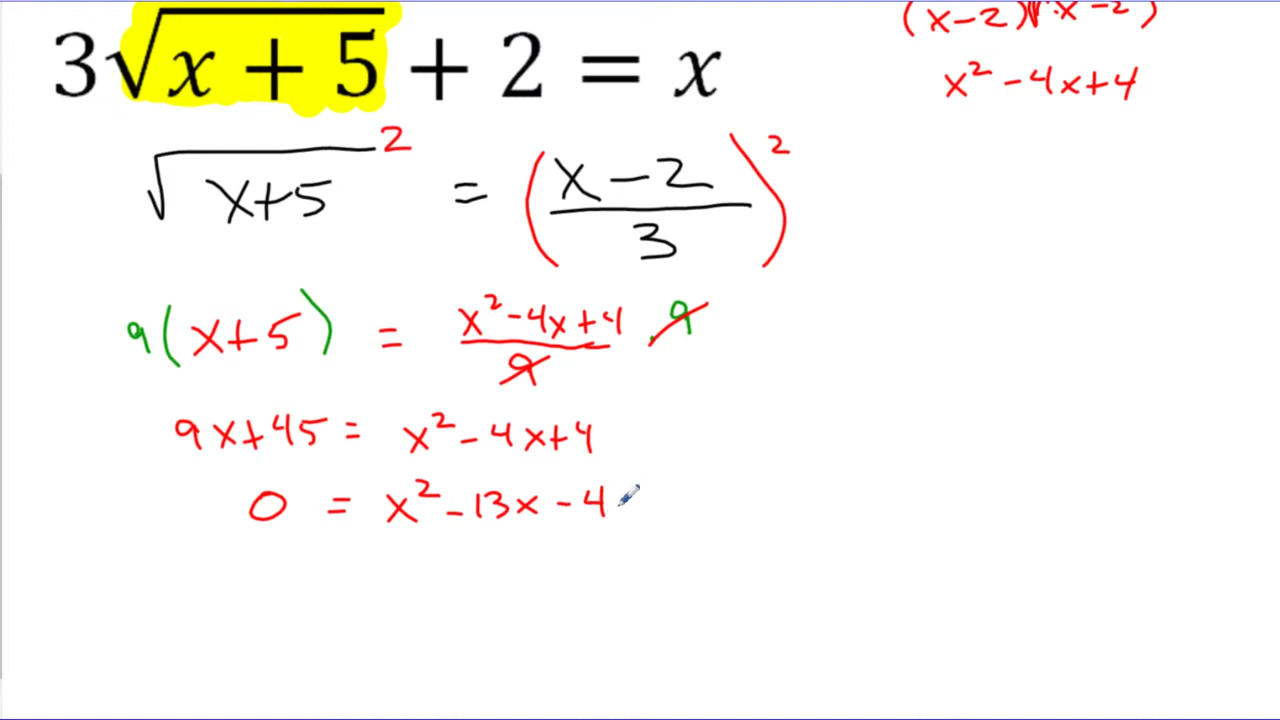 3√x + 5 + 2 = x
(x-2)(x-2)
x² - 4x + 4
√x+5² = (x-2/3)²
9(x+5) = x²-4x+4/9 · 9
9x+45 = x² - 4x + 4
0 = x² - 13x - 4